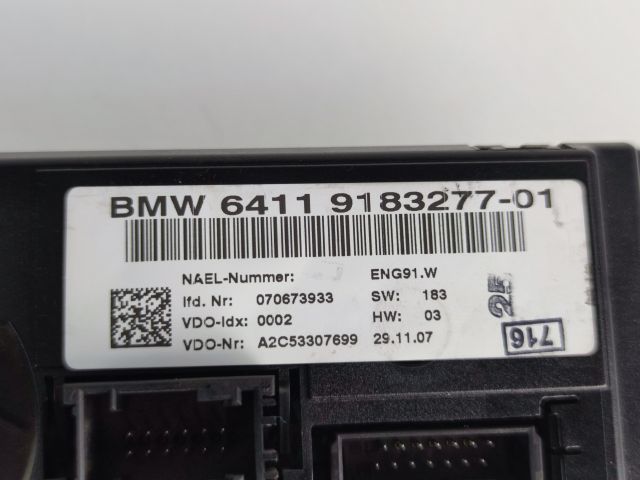 BMW 6411 9183277-01
NAEL-Nummer: ENG91.W
lfd. Nr: 070673933 SW: 183
VDO-Idx: 0002 HW: 03
VDO-Nr: A2C53307699 29.11.07
25
716